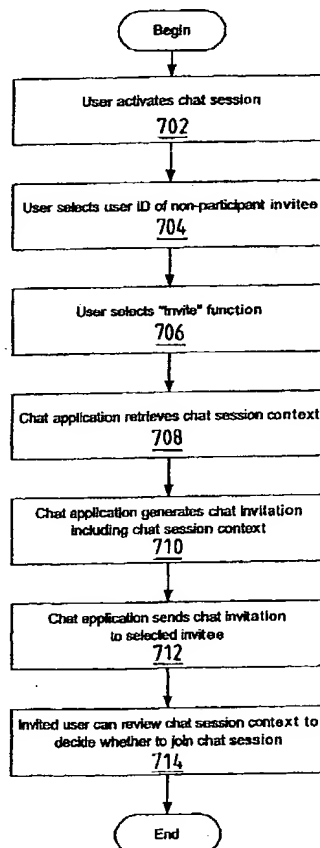 Begin
User activates chat session
702
User selects user ID of non-participant invitee
704
User selects "Invite" function
706
Chat application retrieves chat session context
708
Chat application generates chat invitation
including chat session context
710
Chat application sends chat invitation
to selected invitee
712
Invited user can review chat session context to
decide whether to join chat session
714
End